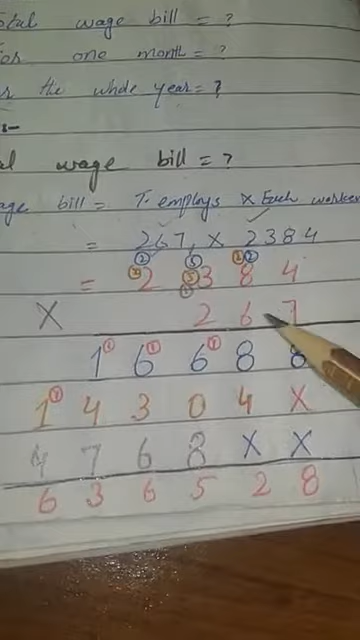 total wage bill = ?
For one month = ?
the whole year = ?
wage bill = ?
wage bill = T. employs × Each worker
= 267 × 2384
= 2 3 8 4
× 2 6 7
1 6 6 8 8
1 4 3 0 4 ×
4 7 6 8 × ×
6 3 6 5 2 8